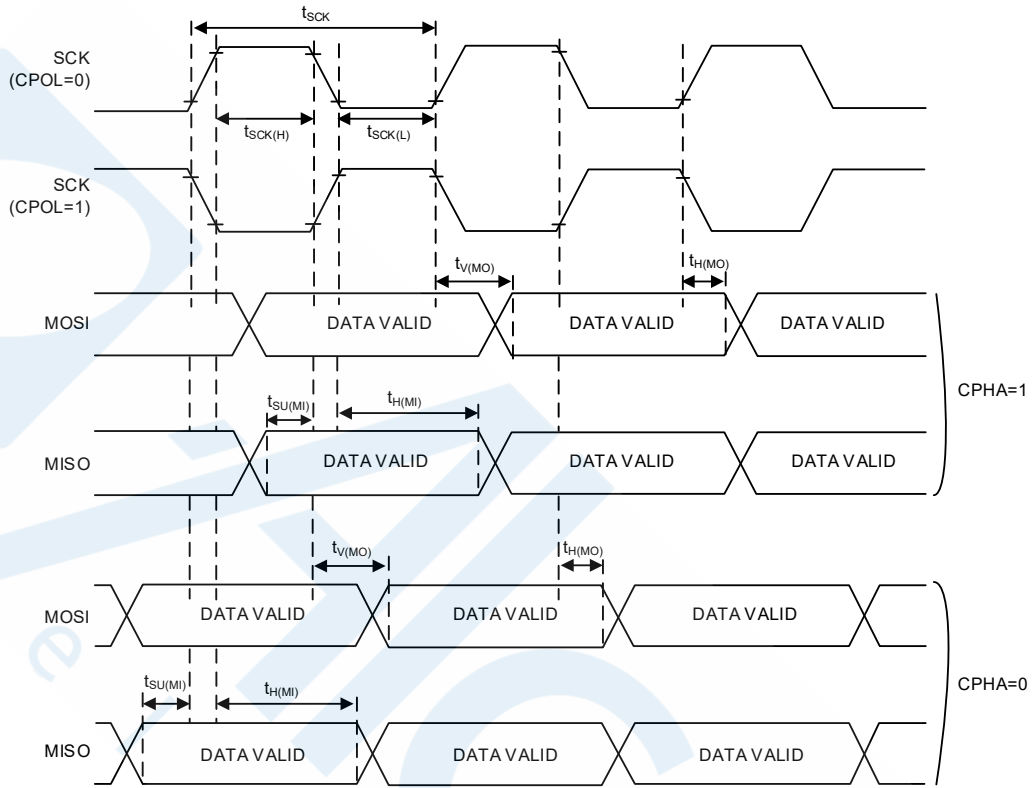 tSCK
SCK
(CPOL=0)
tSCK(H)
tSCK(L)
SCK
(CPOL=1)
tV(MO)
tH(MO)
MOSI
DATA VALID
DATA VALID
DATA VALID
CPHA=1
tSU(MI)
tH(MI)
MISO
DATA VALID
DATA VALID
DATA VALID
tV(MO)
tH(MO)
MOSI
DATA VALID
DATA VALID
DATA VALID
CPHA=0
tSU(MI)
tH(MI)
MISO
DATA VALID
DATA VALID
DATA VALID